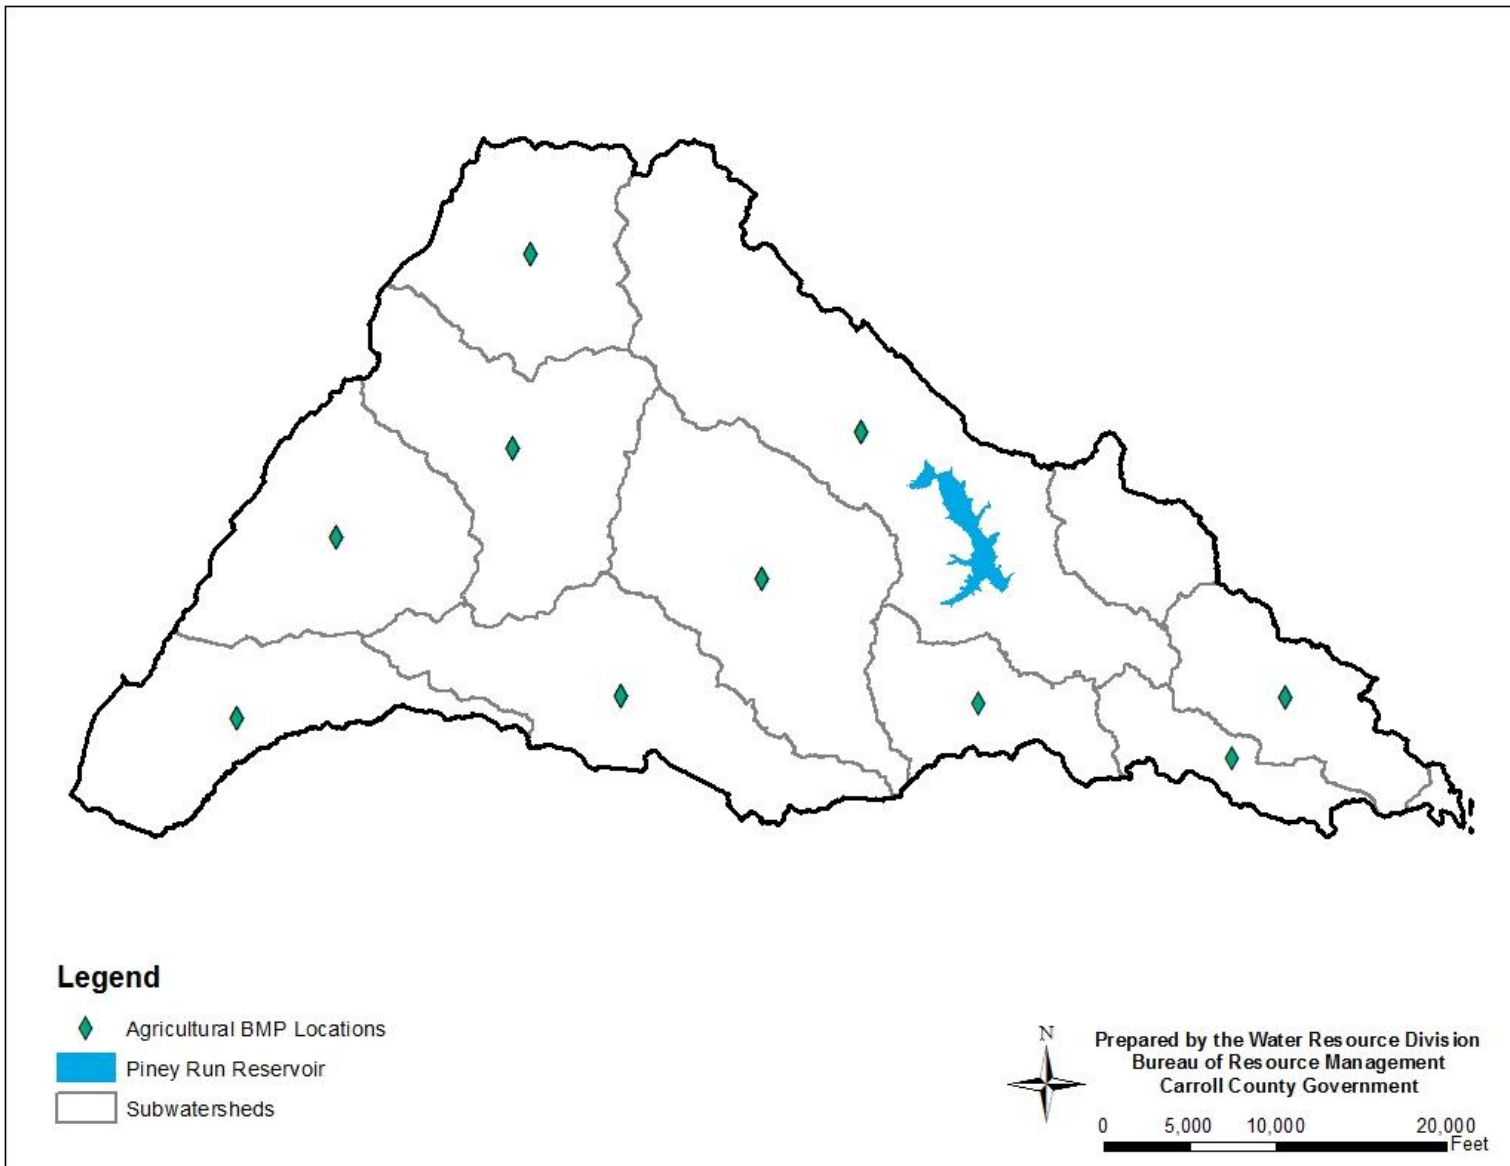 Legend
Agricultural BMP Locations
Piney Run Reservoir
Subwatersheds
N
Prepared by the Water Resource Division
Bureau of Resource Management
Carroll County Government
0 5,000 10,000 20,000
Feet